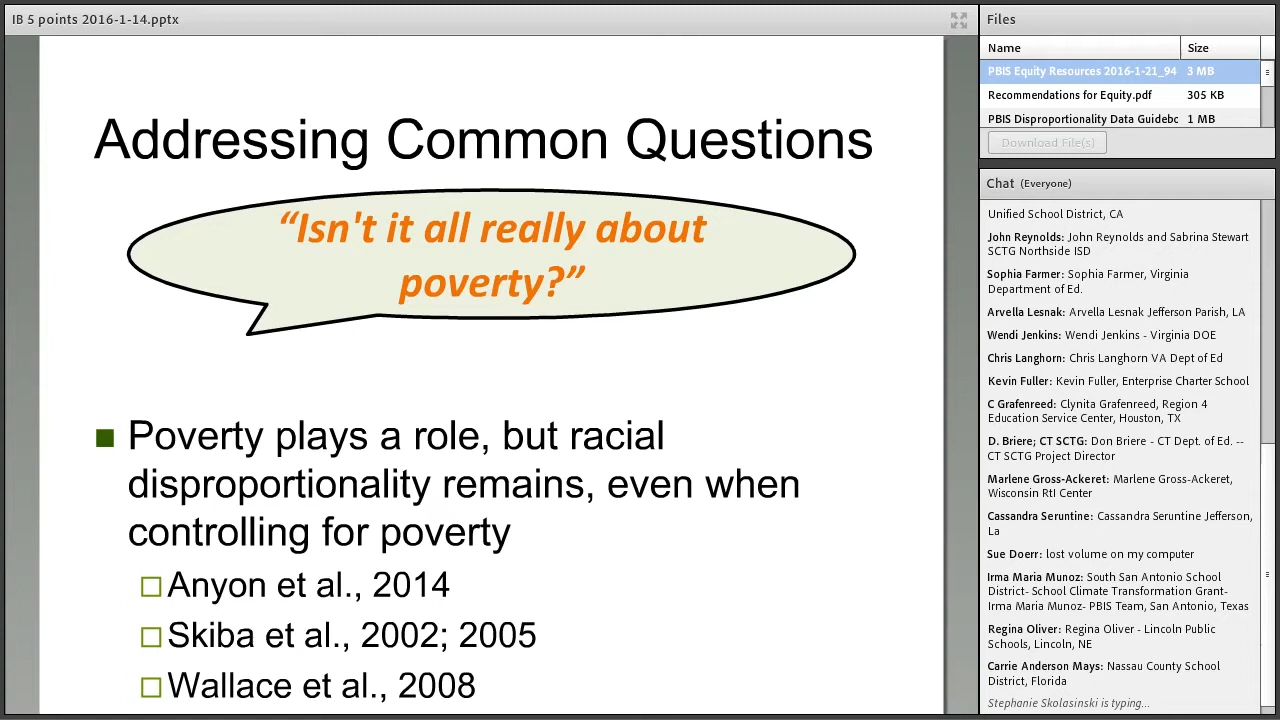 IB 5 points 2016-1-14.pptx
Addressing Common Questions
“Isn't it all really about
poverty?”
Poverty plays a role, but racial
disproportionality remains, even when
controlling for poverty
Anyon et al., 2014
Skiba et al., 2002; 2005
Wallace et al., 2008
Files
Name Size
PBIS Equity Resources 2016-1-21_94 3 MB
Recommendations for Equity.pdf 305 KB
PBIS Disproportionality Data Guidebc 1 MB
Download File(s)
Chat (Everyone)
Unified School District, CA
John Reynolds: John Reynolds and Sabrina Stewart
SCTG Northside ISD
Sophia Farmer: Sophia Farmer, Virginia
Department of Ed.
Arvella Lesnak: Arvella Lesnak Jefferson Parish, LA
Wendi Jenkins: Wendi Jenkins - Virginia DOE
Chris Langhorn: Chris Langhorn VA Dept of Ed
Kevin Fuller: Kevin Fuller, Enterprise Charter School
C Grafenreed: Clynita Grafenreed, Region 4
Education Service Center, Houston, TX
D. Briere; CT SCTG: Don Briere - CT Dpt. of Ed. --
CT SCTG Project Director
Marlene Gross-Ackeret: Marlene Gross-Ackeret,
Wisconsin RtI Center
Cassandra Seruntine: Cassandra Seruntine Jefferson,
La
Sue Doerr: lost volume on my computer
Irma Maria Munoz: South San Antonio School
District- School Climate Transformation Grant-
Irma Maria Munoz- PBIS Team, San Antonio, Texas
Regina Oliver: Regina Oliver - Lincoln Public
Schools, Lincoln, NE
Carrie Anderson Mays: Nassau County School
District, Florida
Stephanie Skolasinski is typing...